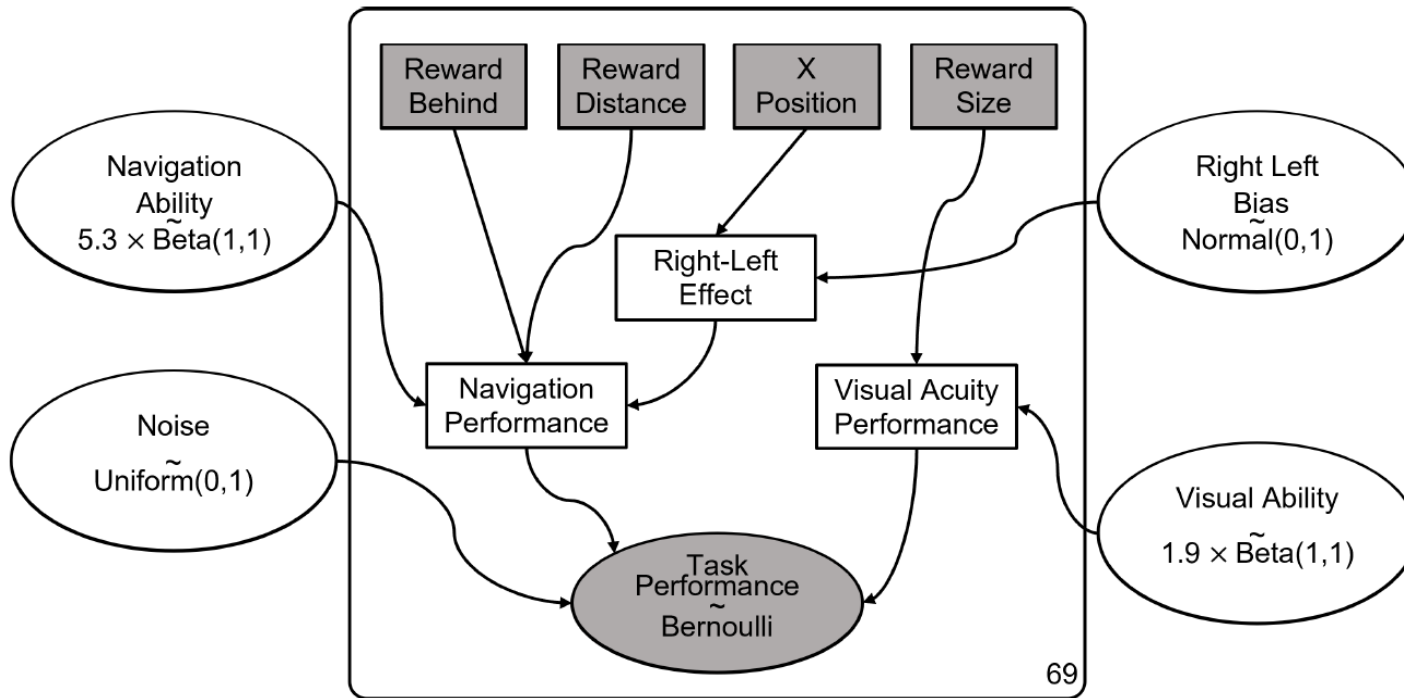 Reward
Behind
Reward
Distance
X
Position
Reward
Size
Navigation
Ability
~
5.3 × Beta(1,1)
Right Left
Bias
~
Normal(0,1)
Right-Left
Effect
Navigation
Performance
Visual Acuity
Performance
Noise
~
Uniform(0,1)
Visual Ability
~
1.9 × Beta(1,1)
Task
Performance
~
Bernoulli
69